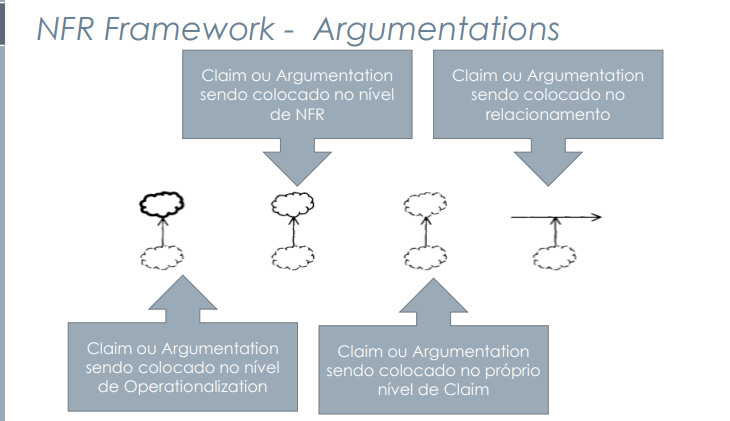 NFR Framework - Argumentations
Claim ou Argumentation
sendo colocado no nível
de NFR
Claim ou Argumentation
sendo colocado no
relacionamento
Claim ou Argumentation
sendo colocado no nível
de Operationalization
Claim ou Argumentation
sendo colocado no próprio
nível de Claim